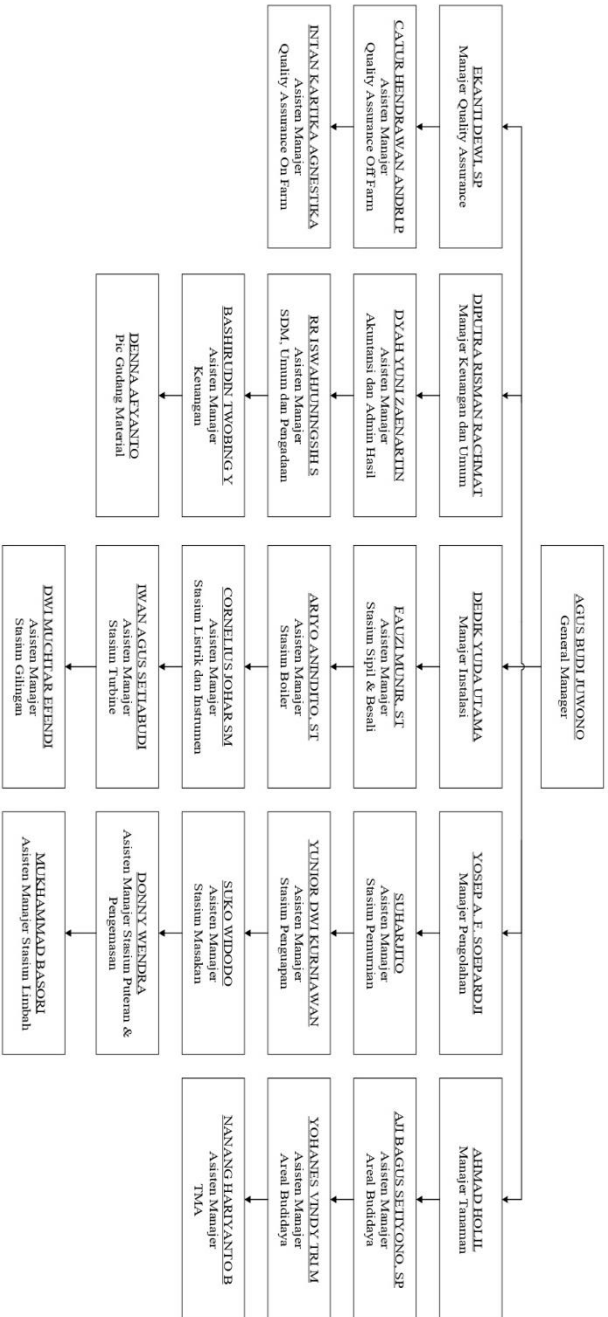 AGUS BUDI JUWONO
General Manager
EKANTI DEWI, SP
Manajer Quality Assurance
DIPUTRA RISMAN RACHMAT
Manajer Keuangan dan Umum
DEDIK YUDA UTAMA
Manajer Instalasi
YOSEP A. F. SOEPARDJI
Manajer Pengolahan
AHMAD HOLIL
Manajer Tanaman
CATUR HENDRAWAN ANDRI.P
Asisten Manajer
Quality Assurance Off Farm
DYAH YUNI ZAENARTIN
Asisten Manajer
Akuntansi dan Admin Hasil
FAUZI MUNIR, ST
Asisten Manajer
Stasiun Sipil & Besali
SUHARJITO
Asisten Manajer
Stasiun Pemurnian
AJI BAGUS SETIYONO, SP
Asisten Manajer
Areal Budidaya
INTAN KARTIKA AGNESTIKA
Asisten Manajer
Quality Assurance On Farm
RR ISWAHJUNINGSIH S
Asisten Manajer
SDM, Umum dan Pengadaan
ARIYO ANINDITO, ST
Asisten Manajer
Stasiun Boiler
YUNIOR DWI KURNIAWAN
Asisten Manajer
Stasiun Penguapan
YOHANES VINDY TRI M
Asisten Manajer
Areal Budidaya
BASHIRUDIN TWOBING Y
Asisten Manajer
Keuangan
CORNELIUS JOHAR SM
Asisten Manajer
Stasiun Listrik dan Instrumen
SUKO WIDODO
Asisten Manajer
Stasiun Masakan
NANANG HARIYANTO B
Asisten Manajer
TMA
DENNA AFYANTO
Pic Gudang Material
IWAN AGUS SETIABUDI
Asisten Manajer
Stasiun Turbine
DONNY WENDRA
Asisten Manajer Stasiun Puteran &
Pengemasan
DWI MUCHTAR EFENDI
Asisten Manajer
Stasiun Gilingan
MUKHAMMAD BASORI
Asisten Manajer Stasiun Limbah